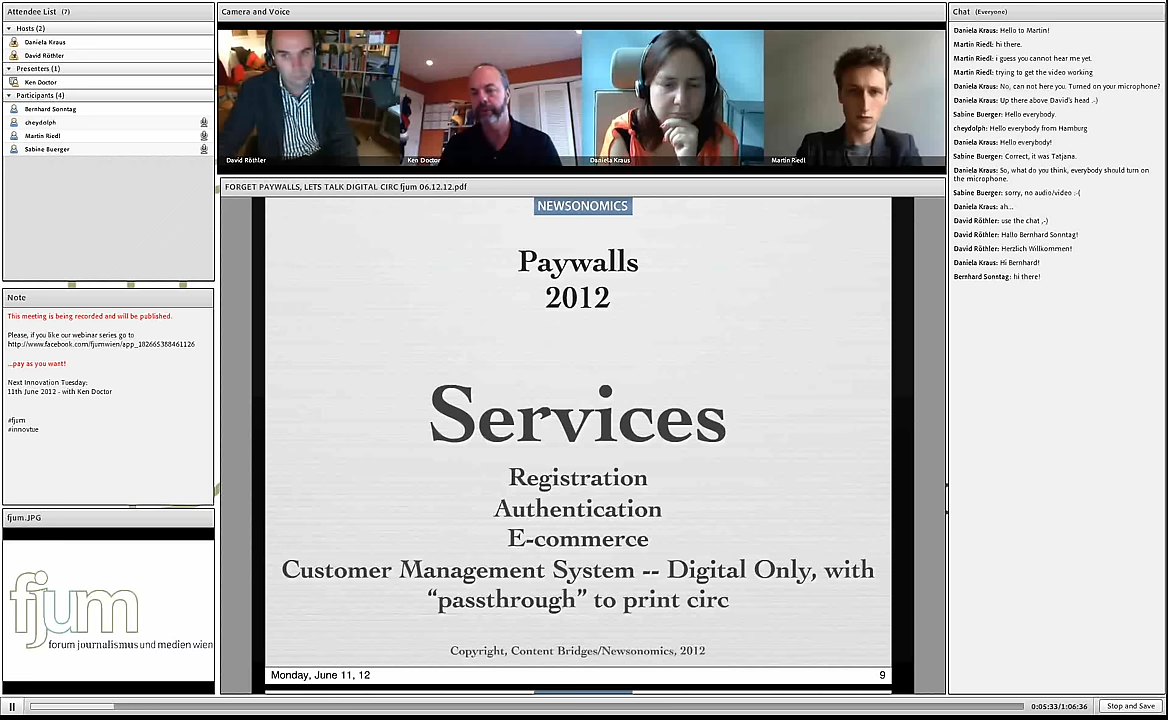 Attendee List (7)
Hosts (2)
Daniela Kraus
David Röthler
Presenters (1)
Ken Doctor
Participants (4)
Bernhard Sonntag
cheydolph
Martin Riedl
Sabine Buerger
Note
This meeting is being recorded and will be published.
Please, if you like our webinar series go to
http://www.facebook.com/fjumwien/app_182665388461126
...pay as you want!
Next Innovation Tuesday:
11th June 2012 - with Ken Doctor
#fjum
#innovtue
fjum.JPG
fjum
forum journalismus und medien wien
Camera and Voice
David Röthler
Ken Doctor
Daniela Kraus
Martin Riedl
FORGET PAYWALLS, LETS TALK DIGITAL CIRC fjum 06.12.12.pdf
NEWSONOMICS
Paywalls
2012
Services
Registration
Authentication
E-commerce
Customer Management System -- Digital Only, with
“passthrough” to print circ
Copyright, Content Bridges/Newsonomics, 2012
Monday, June 11, 12 9
Chat (Everyone)
Daniela Kraus: Hello to Martin!
Martin Riedl: hi there.
Martin Riedl: i guess you cannot hear me yet.
Martin Riedl: trying to get the video working
Daniela Kraus: No, can not here you. Turned on your microphone?
Daniela Kraus: Up there above David's head .-)
Sabine Buerger: Hello everybody.
cheydolph: Hello everybody from Hamburg
Daniela Kraus: Hello everybody!
Sabine Buerger: Correct, it was Tatjana.
Daniela Kraus: So, what do you think, everybody should turn on
the microphone.
Sabine Buerger: sorry, no audio/video :-(
Daniela Kraus: ah...
David Röthler: use the chat ,-)
David Röthler: Hallo Bernhard Sonntag!
David Röthler: Herzlich Willkommen!
Daniela Kraus: Hi Bernhard!
Bernhard Sonntag: hi there!
0:05:33/1:06:36
Stop and Save